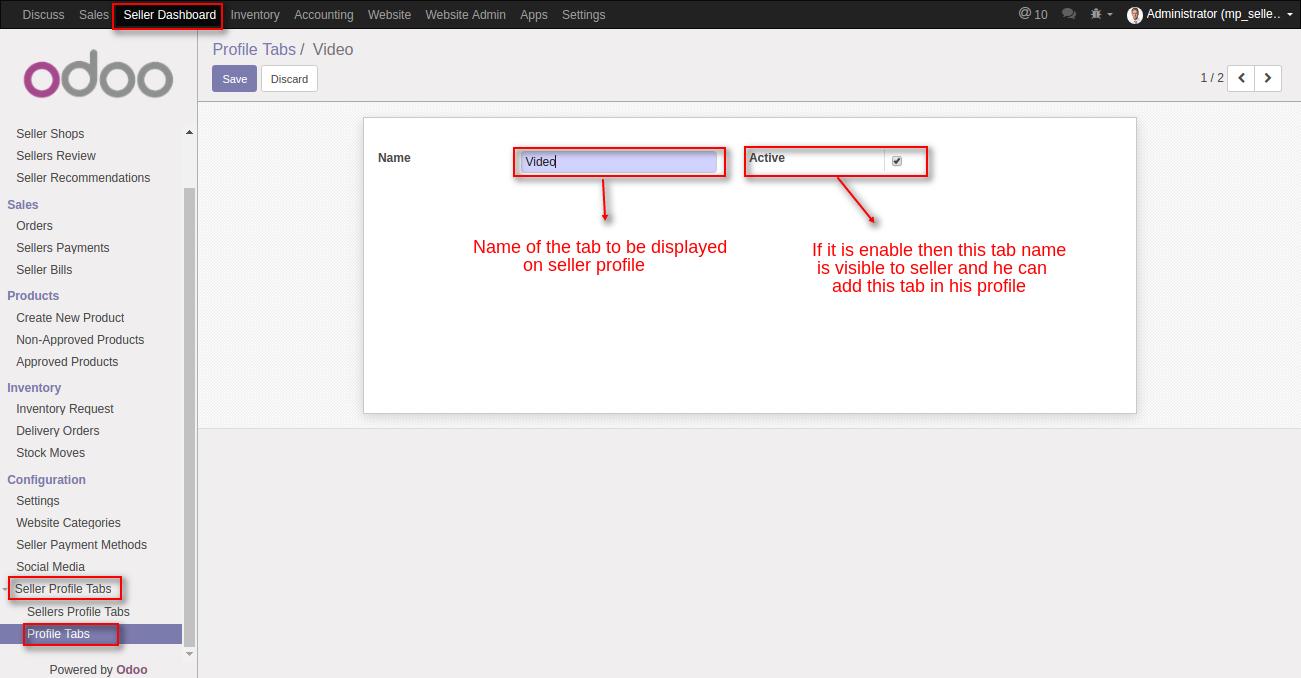 Discuss Sales Seller Dashboard Inventory Accounting Website Website Admin Apps Settings @ 10 Administrator (mp_selle..
odoo
Profile Tabs / Video
Save Discard 1 / 2
Seller Shops
Sellers Review
Seller Recommendations
Sales
Orders
Sellers Payments
Seller Bills
Products
Create New Product
Non-Approved Products
Approved Products
Inventory
Inventory Request
Delivery Orders
Stock Moves
Configuration
Settings
Website Categories
Seller Payment Methods
Social Media
Seller Profile Tabs
Sellers Profile Tabs
Profile Tabs
Powered by Odoo
Name Video Active
Name of the tab to be displayed
on seller profile
If it is enable then this tab name
is visible to seller and he can
add this tab in his profile